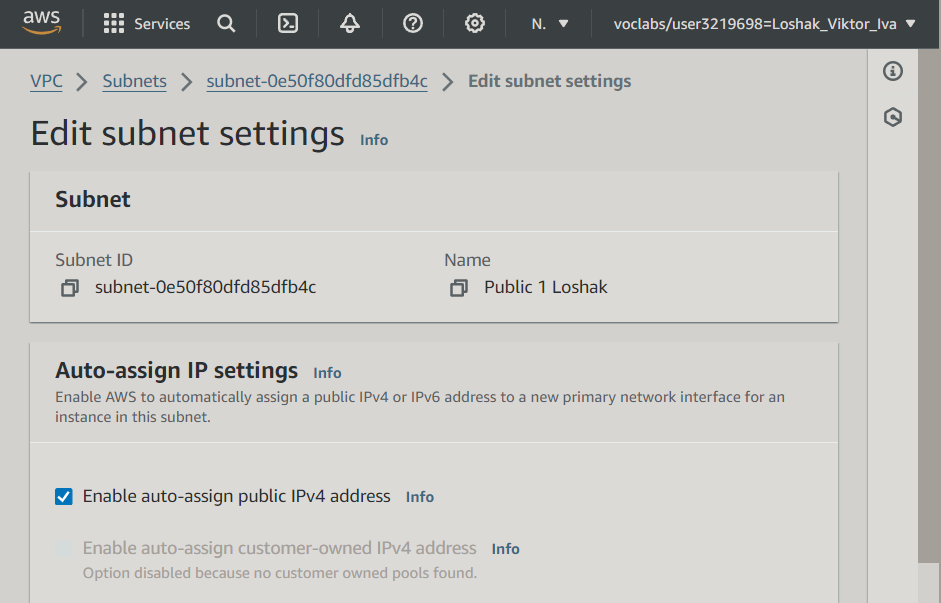 aws Services N. voclabs/user3219698=Loshak_Viktor_Iva
VPC Subnets subnet-0e50f80dfd85dfb4c Edit subnet settings
Edit subnet settings Info
Subnet
Subnet ID Name
subnet-0e50f80dfd85dfb4c Public 1 Loshak
Auto-assign IP settings Info
Enable AWS to automatically assign a public IPv4 or IPv6 address to a new primary network interface for an
instance in this subnet.
Enable auto-assign public IPv4 address Info
Enable auto-assign customer-owned IPv4 address Info
Option disabled because no customer owned pools found.